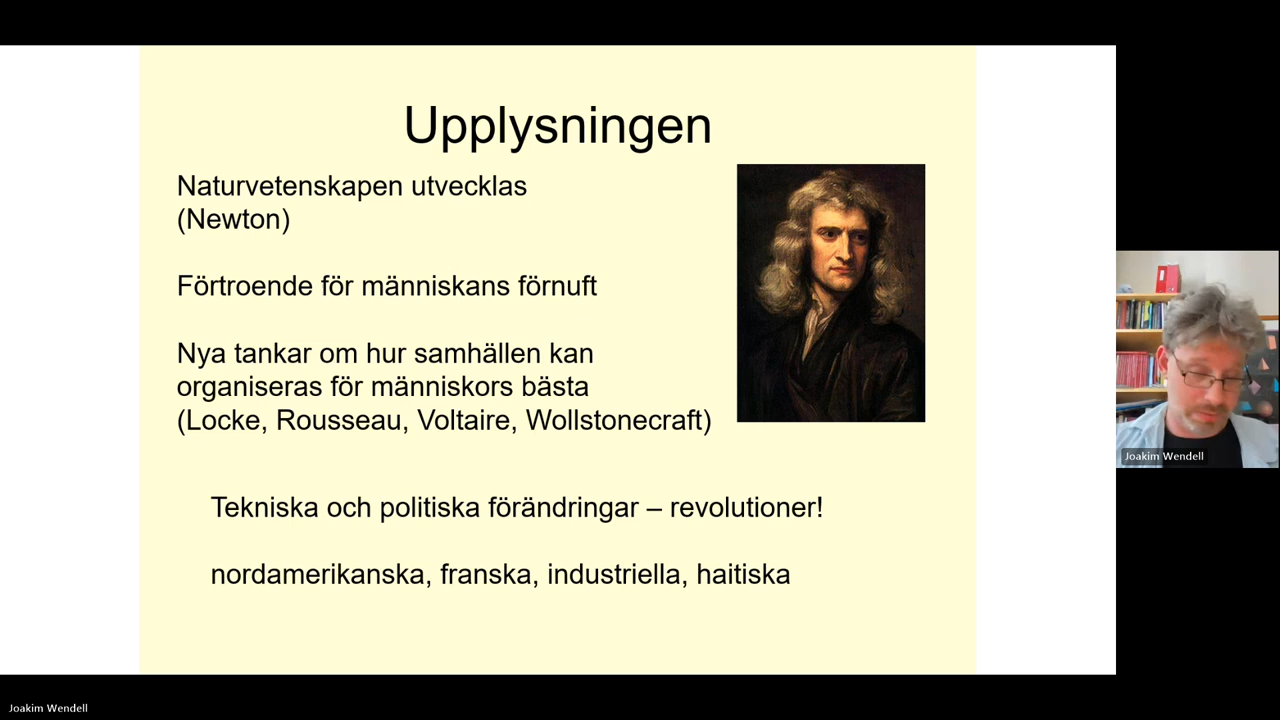 Upplysningen
Naturvetenskapen utvecklas
(Newton)
Förtroende för människans förnuft
Nya tankar om hur samhällen kan
organiseras för människors bästa
(Locke, Rousseau, Voltaire, Wollstonecraft)
Tekniska och politiska förändringar – revolutioner!
nordamerikanska, franska, industriella, haitiska
Joakim Wendell
Joakim Wendell